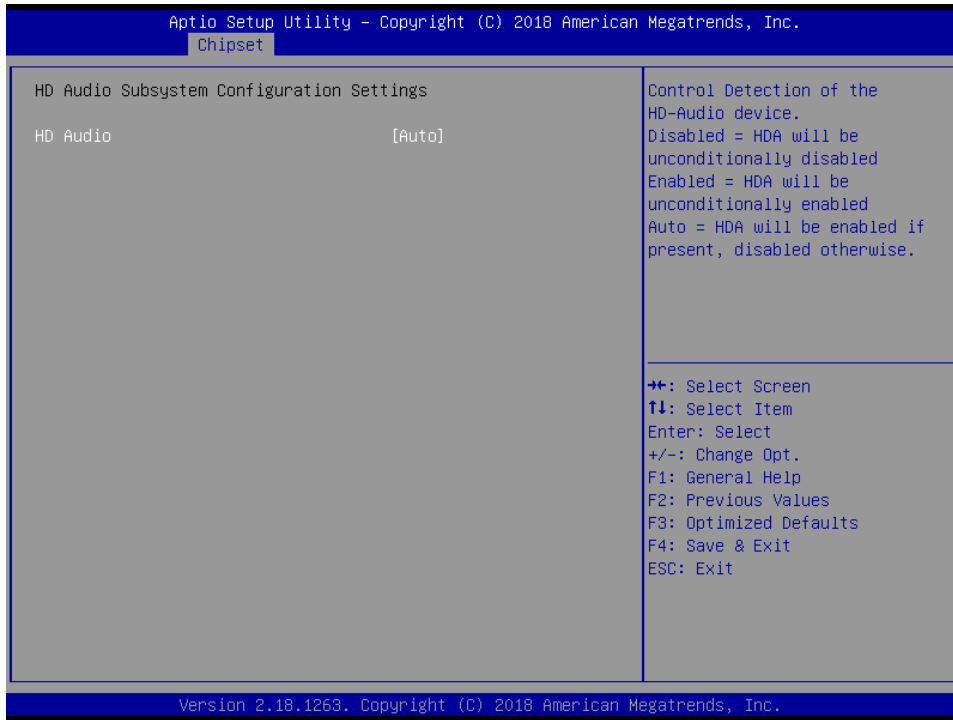 Aptio Setup Utility – Copyright (C) 2018 American Megatrends, Inc.
Chipset
HD Audio Subsystem Configuration Settings
HD Audio [Auto]
Control Detection of the
HD-Audio device.
Disabled = HDA will be
unconditionally disabled
Enabled = HDA will be
unconditionally enabled
Auto = HDA will be enabled if
present, disabled otherwise.
→←: Select Screen
↑↓: Select Item
Enter: Select
+/-: Change Opt.
F1: General Help
F2: Previous Values
F3: Optimized Defaults
F4: Save & Exit
ESC: Exit
Version 2.18.1263. Copyright (C) 2018 American Megatrends, Inc.